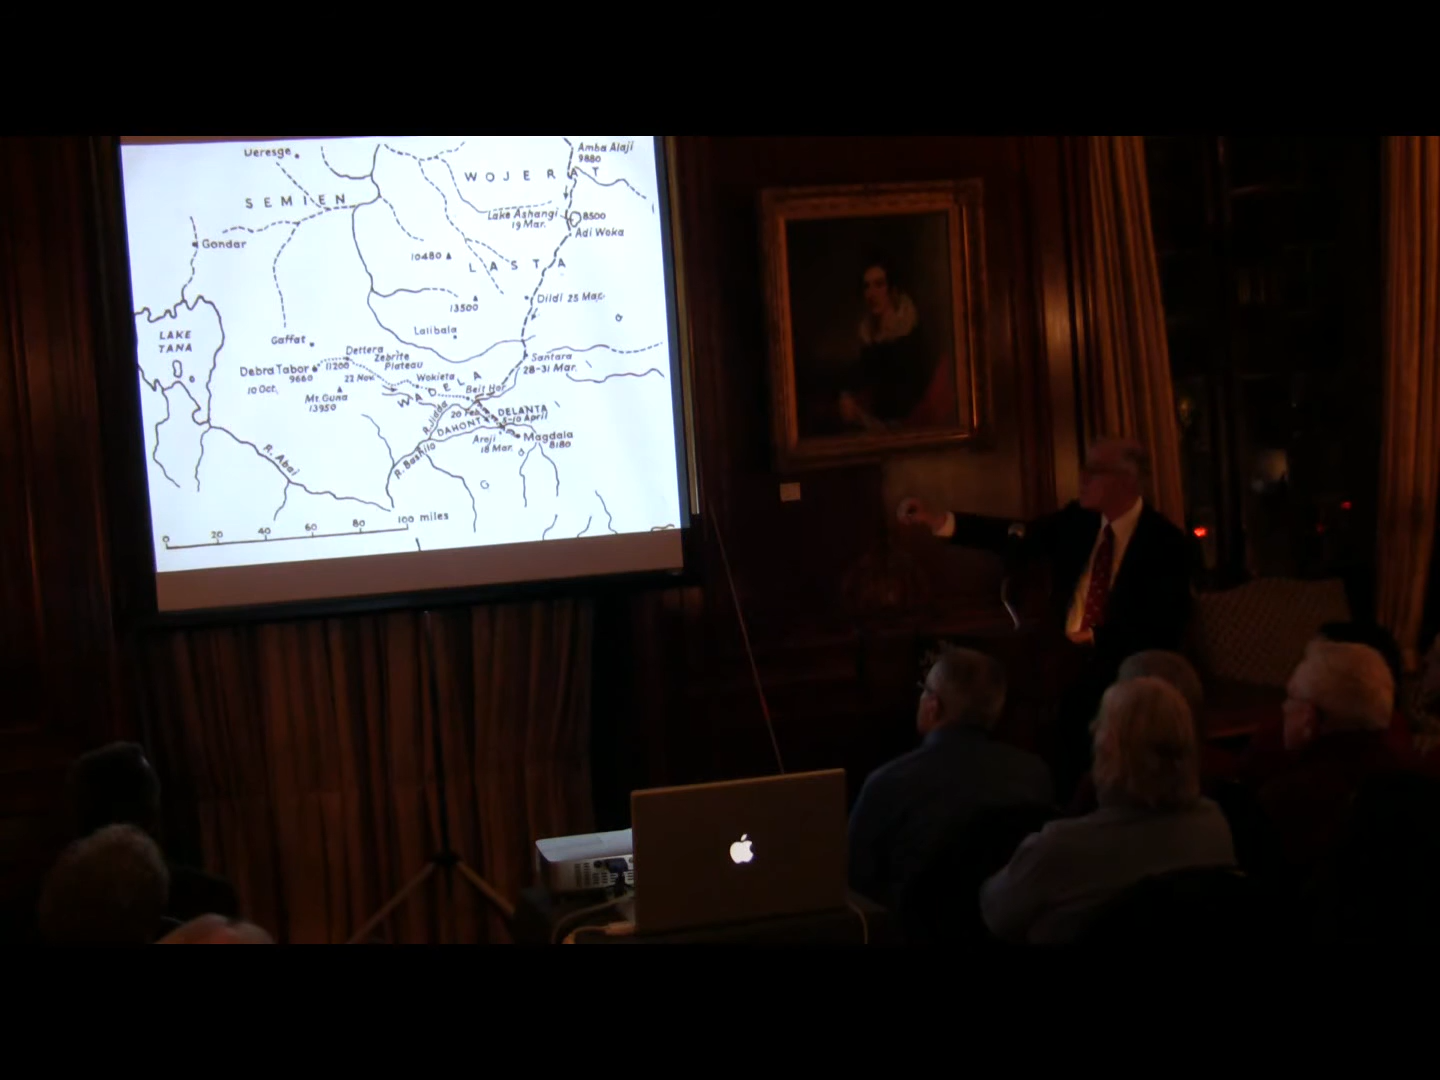 Deresge
Amba Alaji
9880
WOJERAT
SEMIEN
Lake Ashangi
19 Mar.
8500
Adi Woka
Gondar
10480
LASTA
Dildi 25 Mar.
13500
Lalibala
LAKE
TANA
Gaffat
Dettera
Zebrite
Plateau
Santara
28-31 Mar.
Debra Tabor
9660
11200
10 Oct.
22 Nov.
Wokieta
Mt. Guna
13950
WADELA
Beit Hor
R. Jidda
20 Feb.
DELANTA
5-10 April
DAHONT
Aroji
18 Mar.
Magdala
8180
R. Bashilo
R. Abai
0 20 40 60 80 100 miles